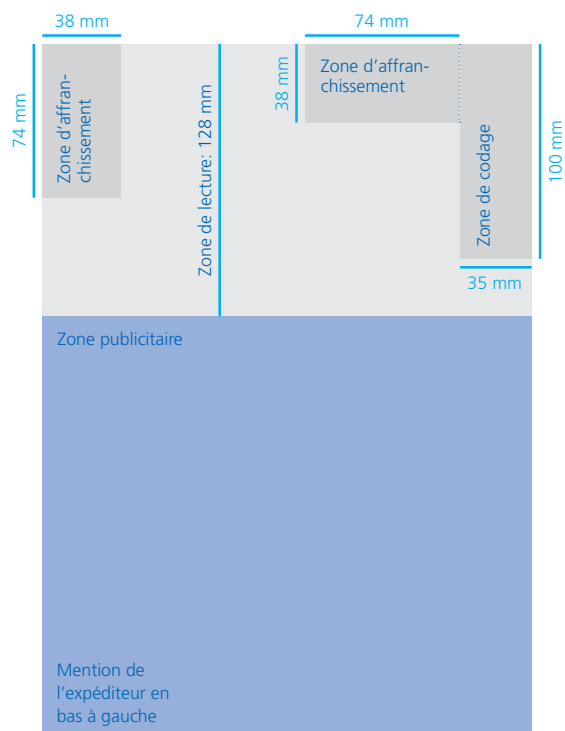 38 mm
74 mm
74 mm
Zone d'affran-
chissement
Zone de lecture: 128 mm
38 mm
Zone d'affran-
chissement
Zone de codage
100 mm
35 mm
Zone publicitaire
Mention de
l'expéditeur en
bas à gauche